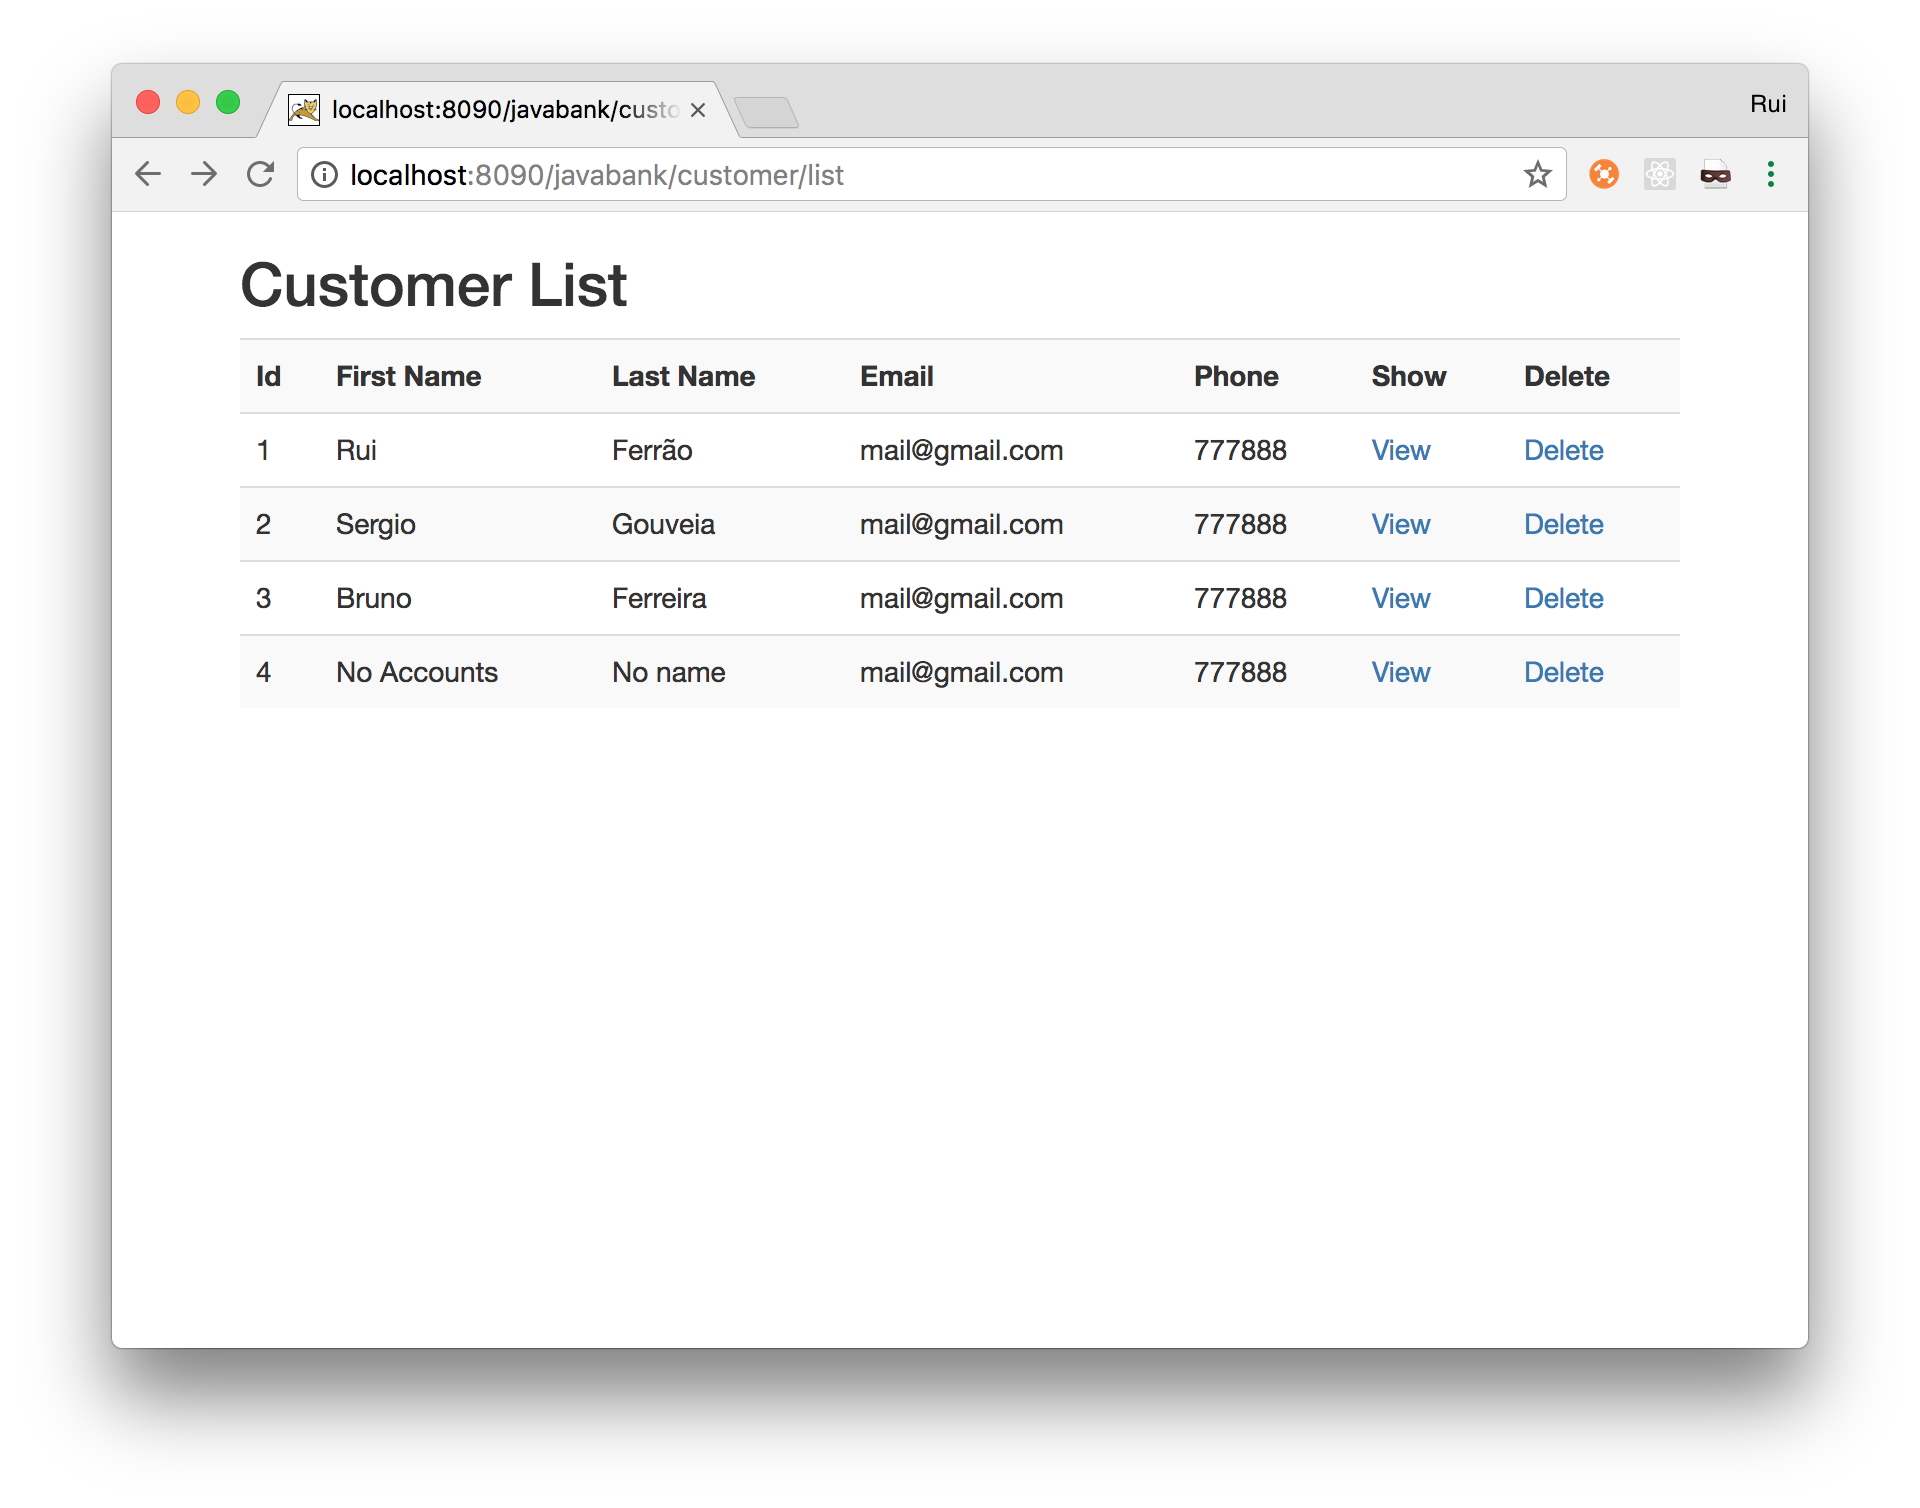 localhost:8090/javabank/custo
Rui
localhost:8090/javabank/customer/list
Customer List
Id First Name Last Name Email Phone Show Delete
1 Rui Ferrão mail@gmail.com 777888 View Delete
2 Sergio Gouveia mail@gmail.com 777888 View Delete
3 Bruno Ferreira mail@gmail.com 777888 View Delete
4 No Accounts No name mail@gmail.com 777888 View Delete